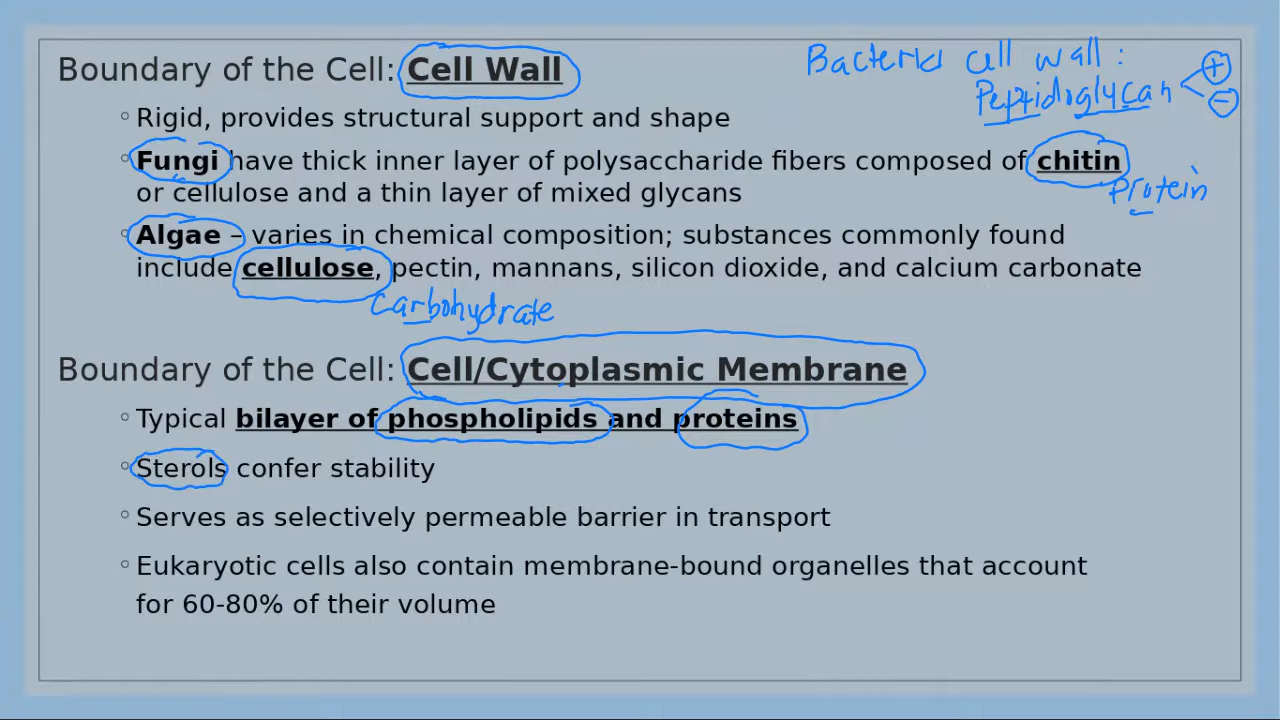 Boundary of the Cell: Cell Wall
Bacteria cell wall:
Peptidoglycan < + -
◦ Rigid, provides structural support and shape
◦ Fungi have thick inner layer of polysaccharide fibers composed of chitin
or cellulose and a thin layer of mixed glycans
Protein
◦ Algae – varies in chemical composition; substances commonly found
include cellulose, pectin, mannans, silicon dioxide, and calcium carbonate
Carbohydrate
Boundary of the Cell: Cell/Cytoplasmic Membrane
◦ Typical bilayer of phospholipids and proteins
◦ Sterols confer stability
◦ Serves as selectively permeable barrier in transport
◦ Eukaryotic cells also contain membrane-bound organelles that account
for 60-80% of their volume